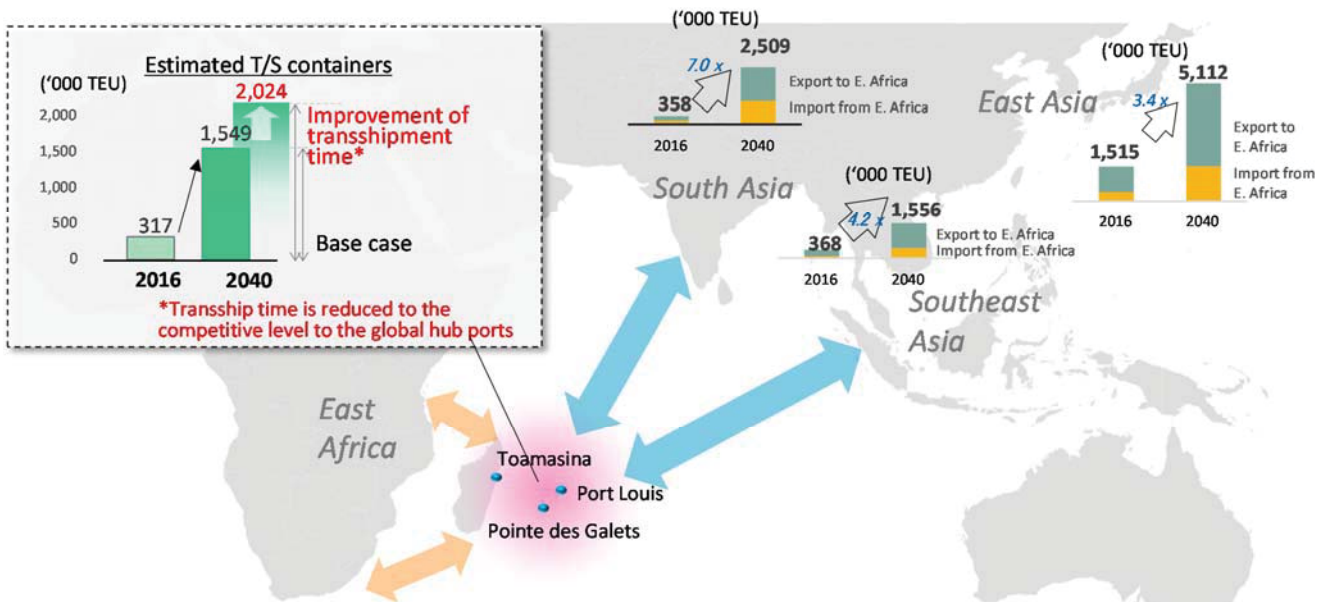 Estimated T/S containers
('000 TEU)
2,024
2,000
1,500
1,000
500
0
1,549
317
Improvement of
transshipment
time*
Base case
2016
2040
*Transship time is reduced to the
competitive level to the global hub ports
('000 TEU)
2,509
7.0 x
358
Export to E. Africa
Import from E. Africa
2016
2040
South Asia
('000 TEU)
1,556
4.2 x
368
Export to E. Africa
Import from E. Africa
2016
2040
Southeast
Asia
('000 TEU)
5,112
East Asia
3.4 x
1,515
Export to
E. Africa
Import from
E. Africa
2016
2040
East
Africa
Toamasina
Port Louis
Pointe des Galets